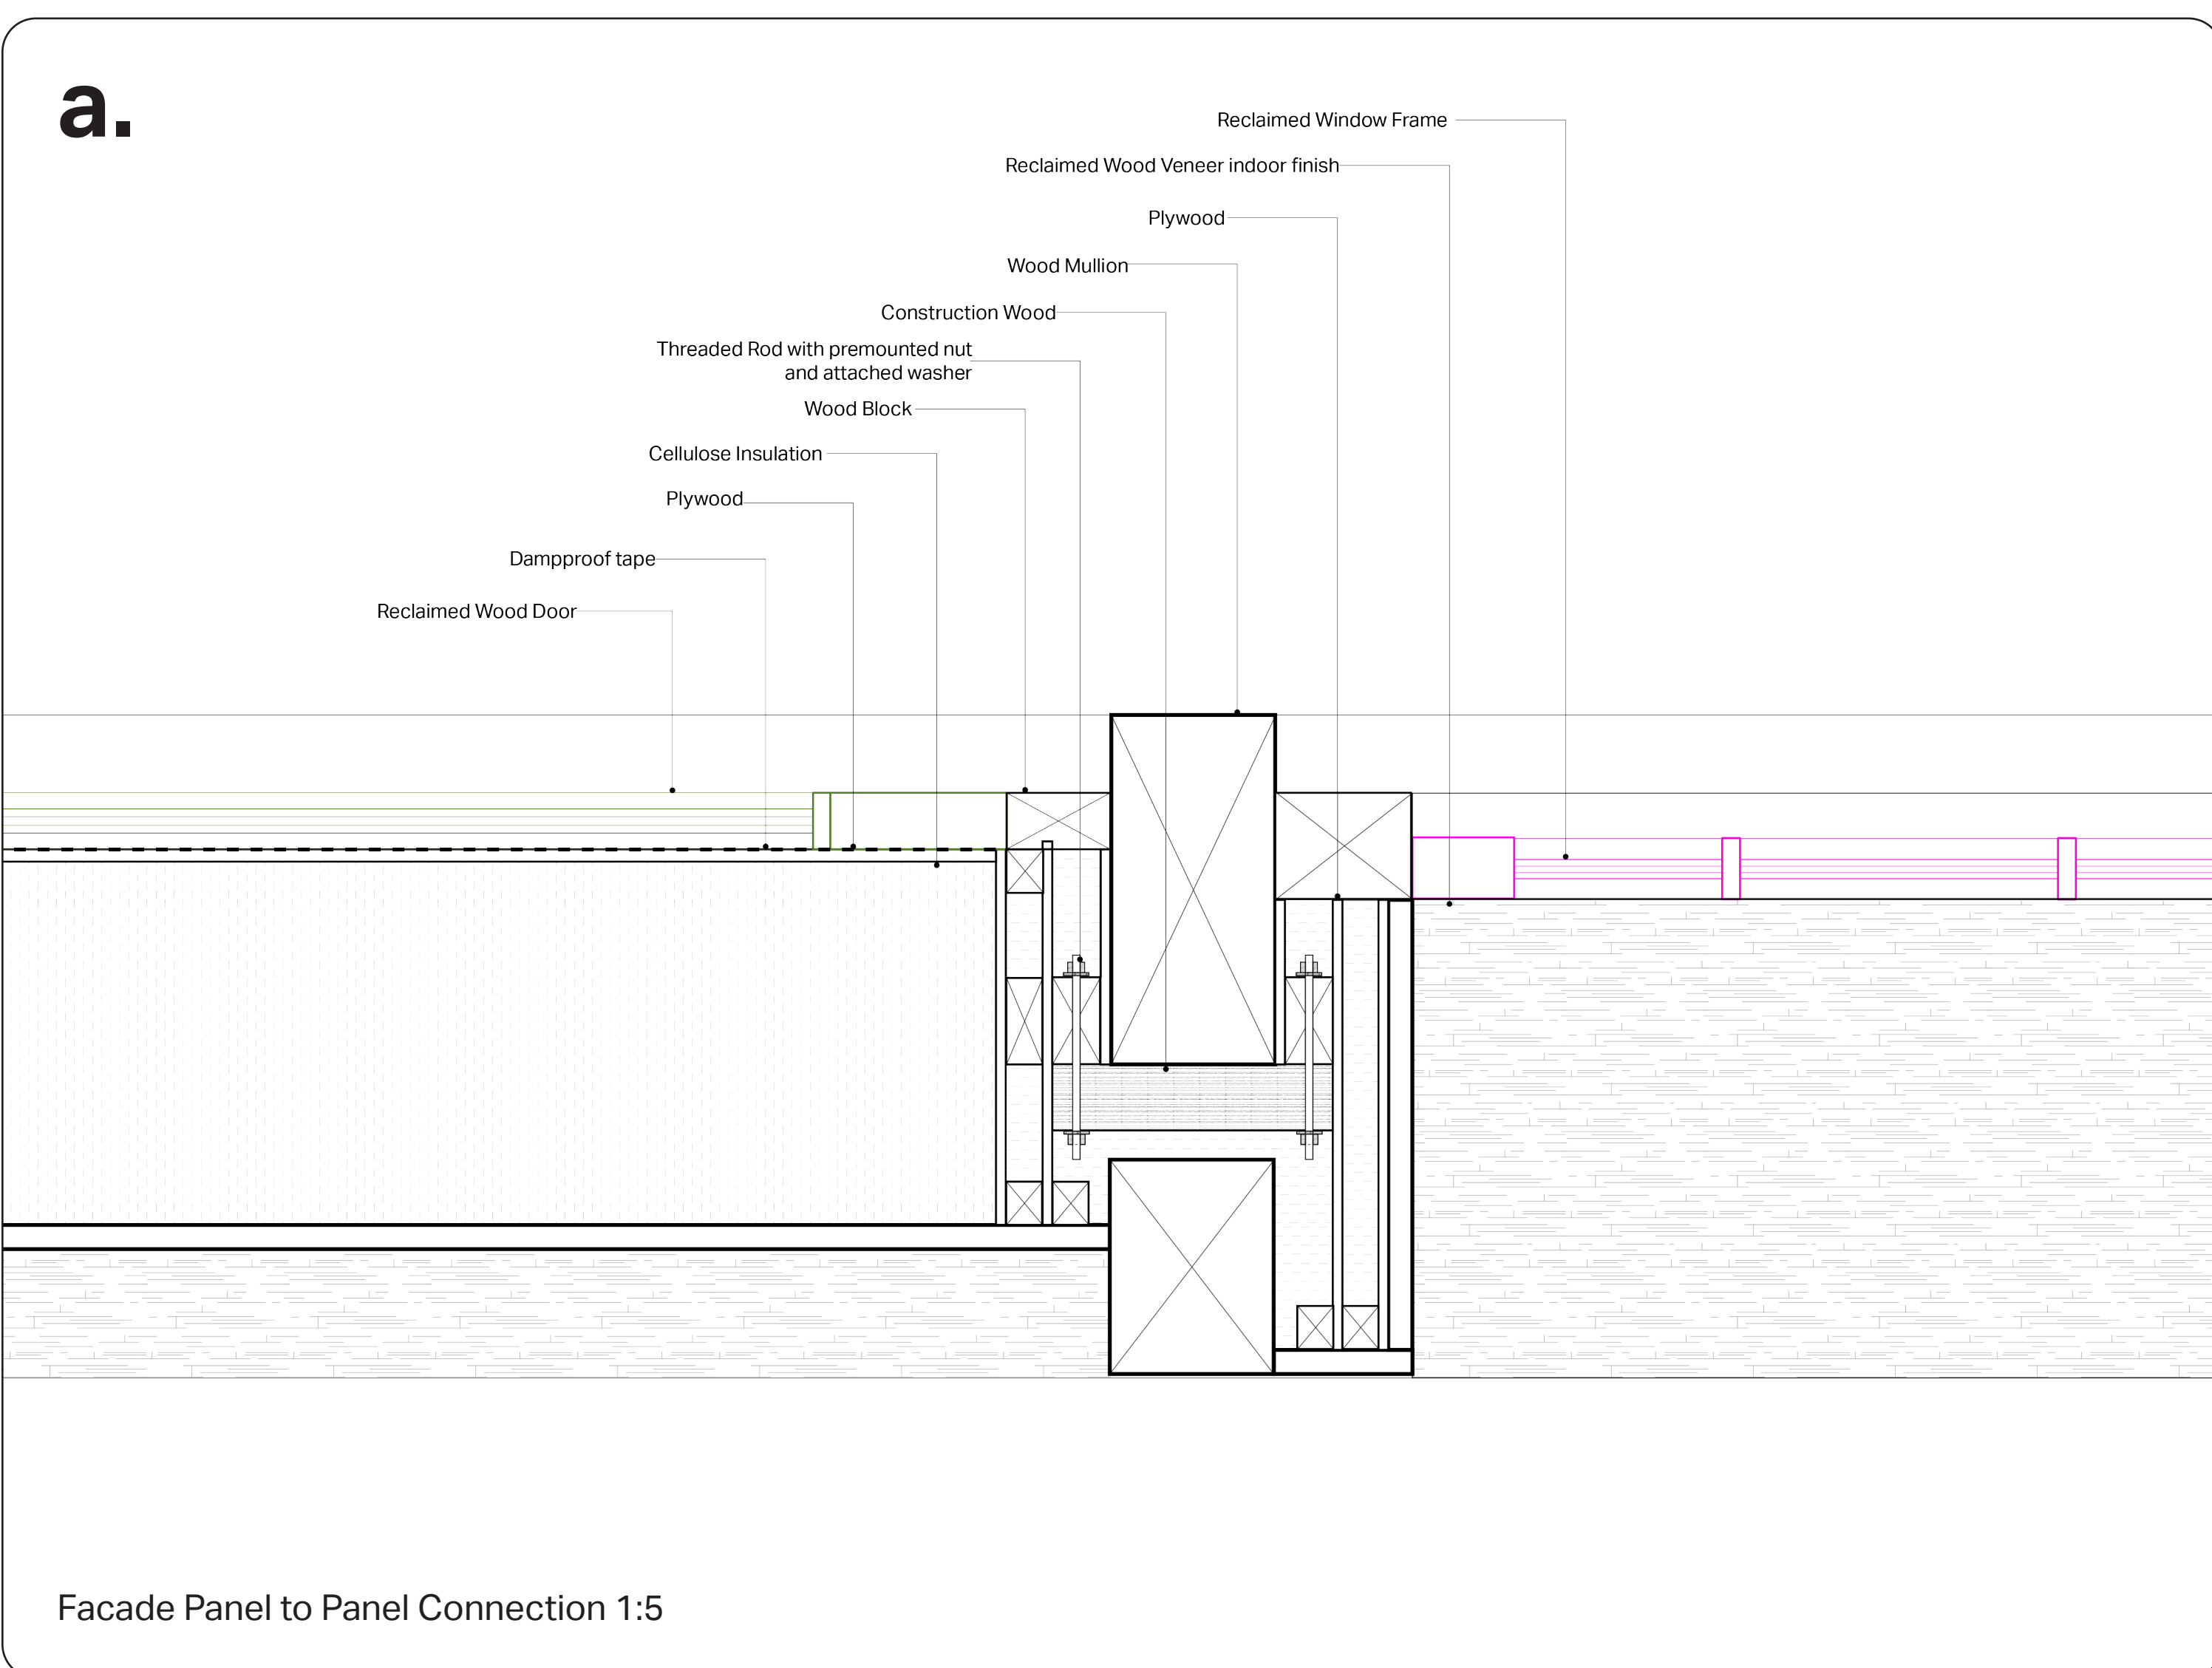 a.
Reclaimed Window Frame
Reclaimed Wood Veneer indoor finish
Plywood
Wood Mullion
Construction Wood
Threaded Rod with premounted nut
and attached washer
Wood Block
Cellulose Insulation
Plywood
Dampproof tape
Reclaimed Wood Door
Facade Panel to Panel Connection 1:5